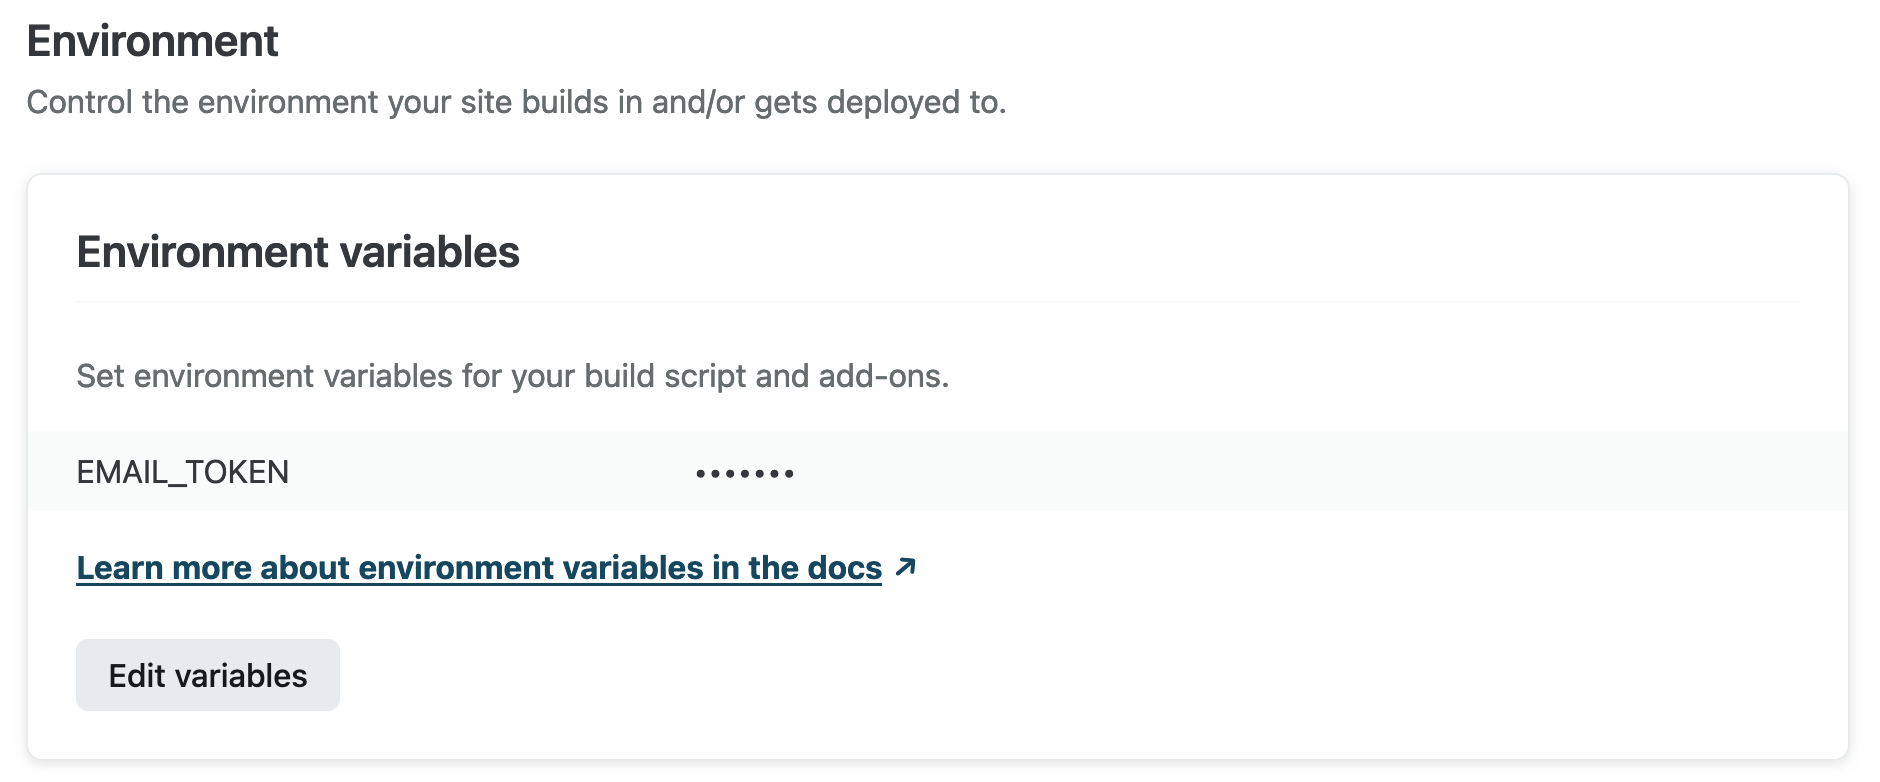 Environment
Control the environment your site builds in and/or gets deployed to.
Environment variables
Set environment variables for your build script and add-ons.
EMAIL_TOKEN •••••••
Learn more about environment variables in the docs ↗
Edit variables